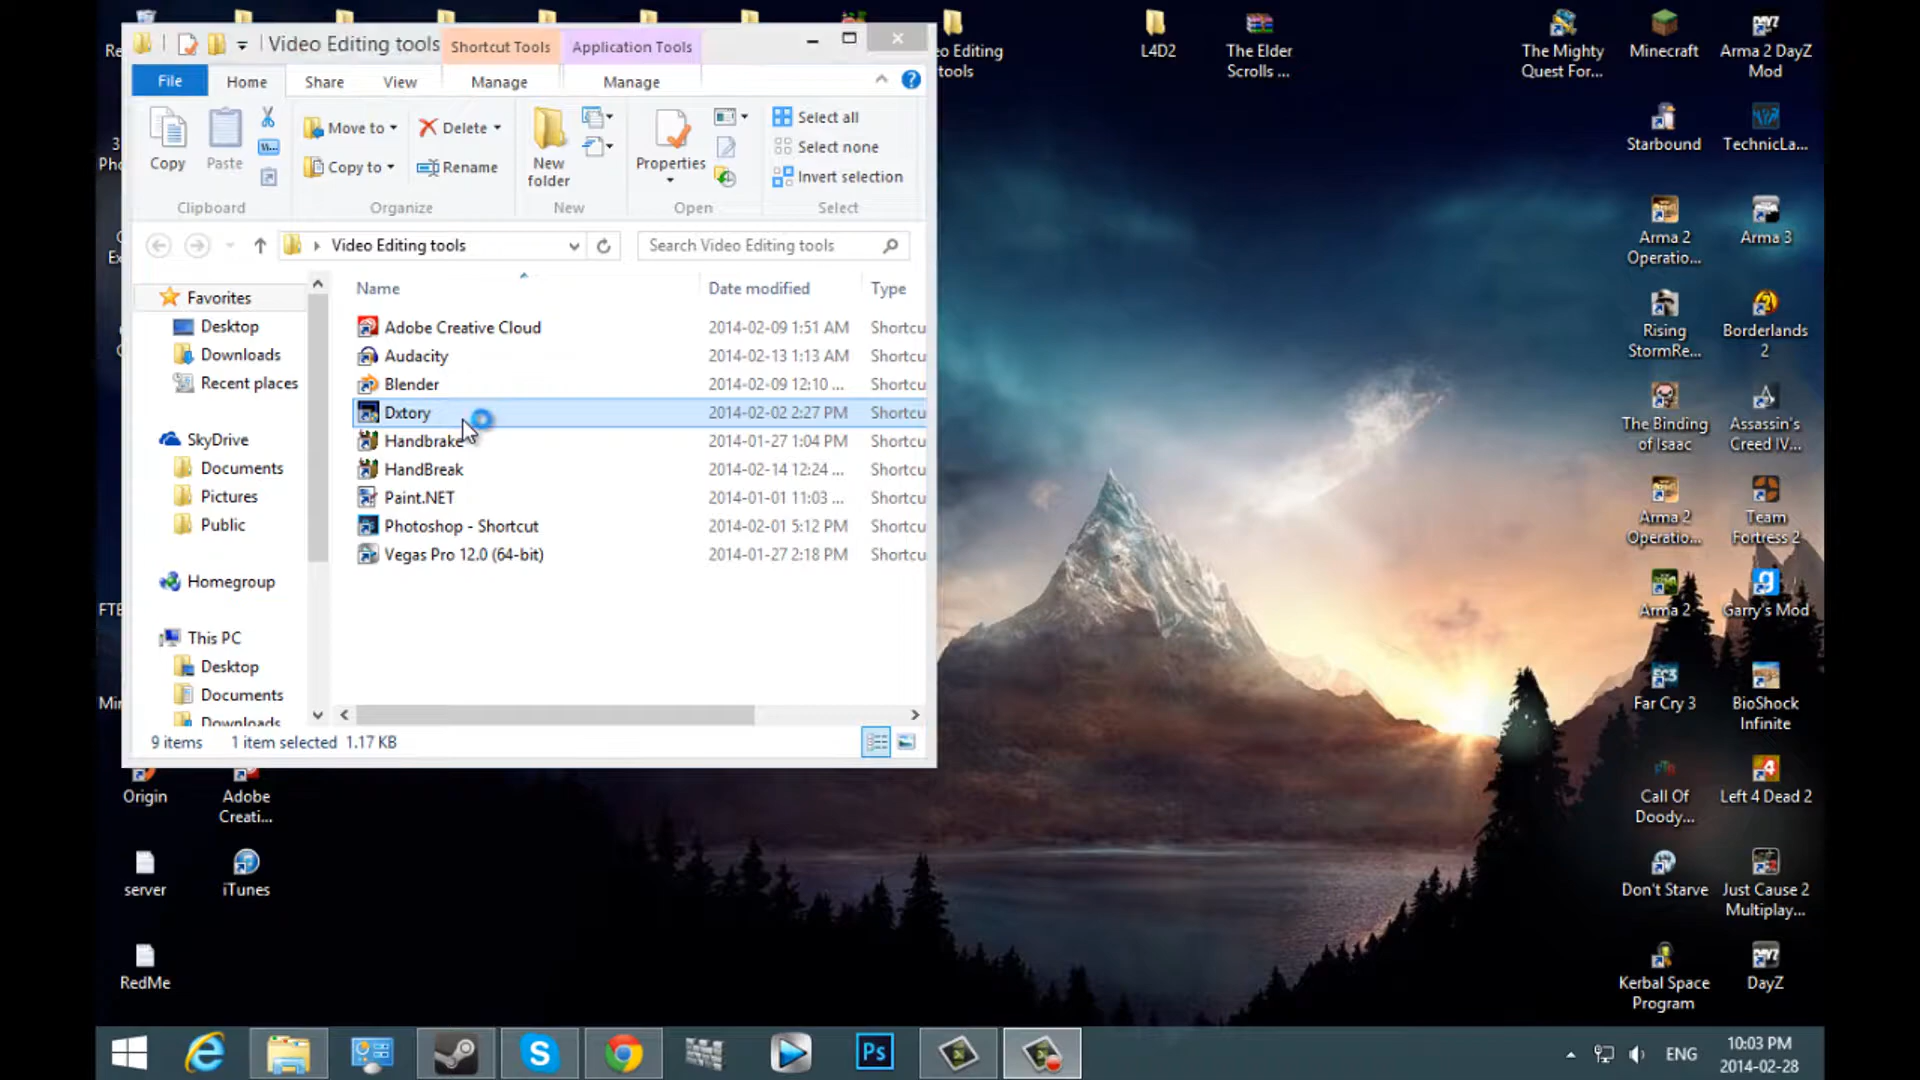 Video Editing tools
Shortcut Tools
Application Tools
File
Home
Share
View
Manage
Manage
Copy
Paste
Move to
Copy to
Delete
Rename
New
folder
Properties
Select all
Select none
Invert selection
Clipboard
Organize
New
Open
Select
Video Editing tools
Search Video Editing tools
Favorites
Desktop
Downloads
Recent places
SkyDrive
Documents
Pictures
Public
Homegroup
This PC
Desktop
Documents
Downloads
Name
Date modified
Type
Adobe Creative Cloud 2014-02-09 1:51 AM Shortcu
Audacity 2014-02-13 1:13 AM Shortcu
Blender 2014-02-09 12:10 ... Shortcu
Dxtory 2014-02-02 2:27 PM Shortcu
Handbrake 2014-01-27 1:04 PM Shortcu
HandBreak 2014-02-14 12:24 ... Shortcu
Paint.NET 2014-01-01 11:03 ... Shortcu
Photoshop - Shortcut 2014-02-01 5:12 PM Shortcu
Vegas Pro 12.0 (64-bit) 2014-01-27 2:18 PM Shortcu
9 items
1 item selected 1.17 KB
Editing
tools
L4D2
The Elder
Scrolls ...
The Mighty
Quest For...
Minecraft
Arma 2 DayZ
Mod
Starbound
TechnicLa...
Arma 2
Operatio...
Arma 3
Rising
StormRe...
Borderlands
2
The Binding
of Isaac
Assassin's
Creed IV...
Arma 2
Operatio...
Team
Fortress 2
Arma 2
Garry's Mod
Far Cry 3
BioShock
Infinite
Call Of
Doody...
Left 4 Dead 2
Don't Starve
Just Cause 2
Multiplay...
Kerbal Space
Program
DayZ
Origin
Adobe
Creati...
server
iTunes
RedMe
Ps
ENG
10:03 PM
2014-02-28